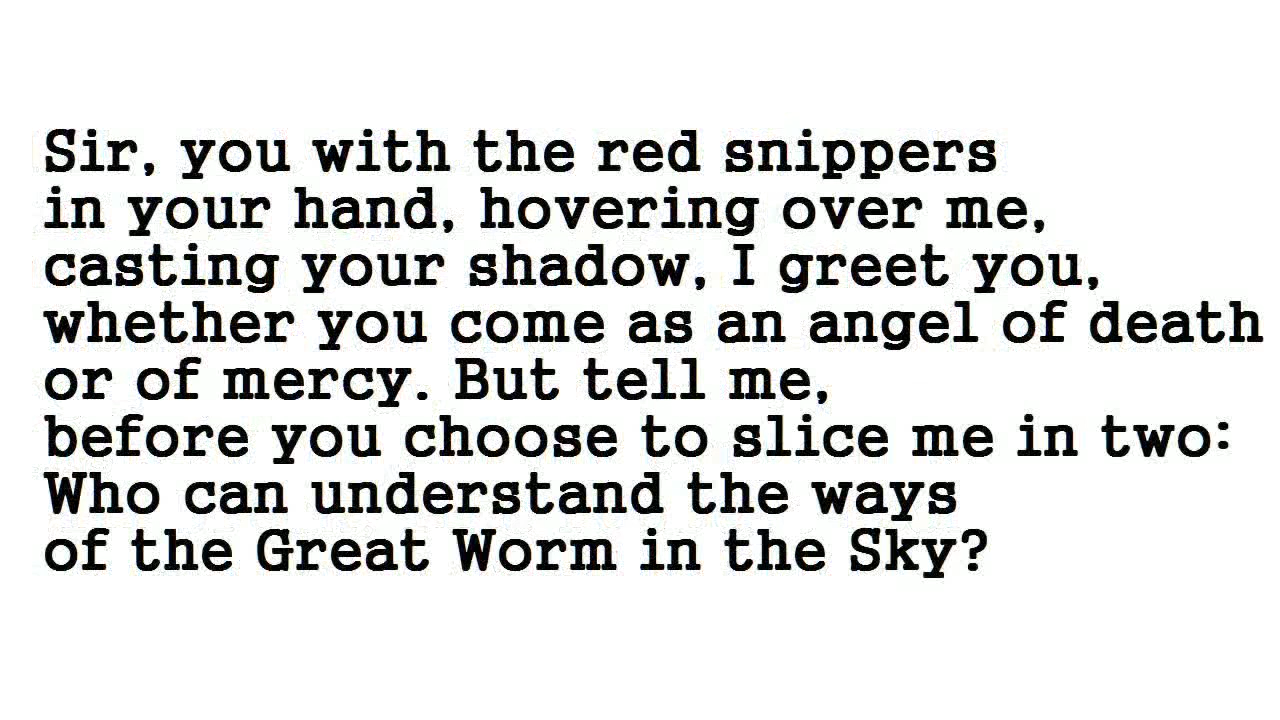 Sir, you with the red snippers
in your hand, hovering over me,
casting your shadow, I greet you,
whether you come as an angel of death
or of mercy. But tell me,
before you choose to slice me in two:
Who can understand the ways
of the Great Worm in the Sky?